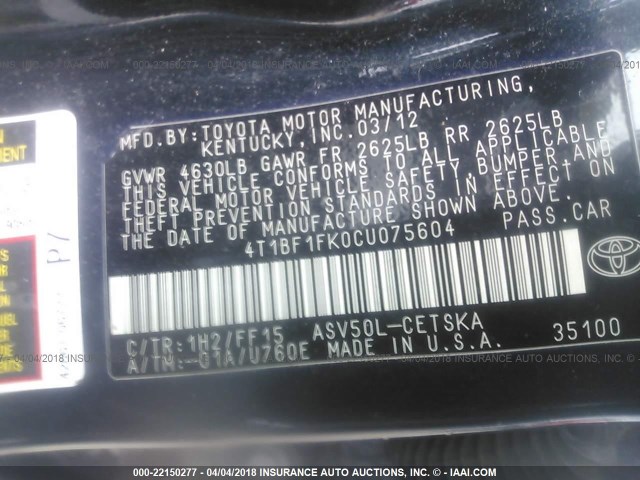 MFD.BY:TOYOTA MOTOR MANUFACTURING,
KENTUCKY,INC.03/12
GVWR 4630LB GAWR FR 2625LB RR 2625LB
THIS VEHICLE CONFORMS TO ALL APPLICABLE
FEDERAL MOTOR VEHICLE SAFETY,BUMPER,AND
THEFT PREVENTION STANDARDS IN EFFECT ON
THE DATE OF MANUFACTURE SHOWN ABOVE.
4T1BF1FK0CU075604 PASS.CAR
C/TR:1H2/FF15 ASV50L-CETSKA
A/TM:-01A/U760E MADE IN U.S.A. 35100
P7
000-22150277 - 04/04/2018 - INSURANCE AUTO AUCTIONS, INC. - © - IAAI.COM